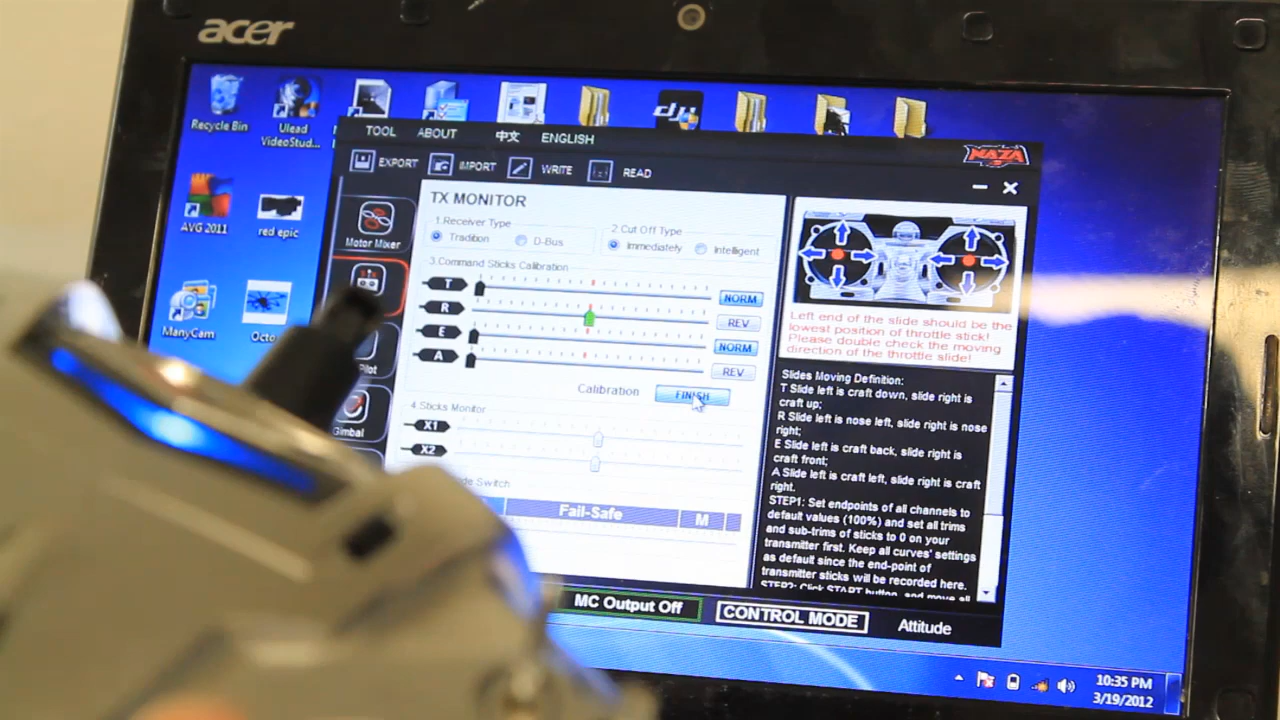 acer
Recycle Bin
Ulead
VideoStud...
AVG 2011
red epic
ManyCam
dji
TOOL ABOUT 中文 ENGLISH
NAZA
EXPORT IMPORT WRITE READ
Motor Mixer
Gimbal
TX MONITOR
1.Receiver Type
Tradition D-Bus
2.Cut Off Type
Immediately Intelligent
3.Command Sticks Calibration
T NORM
R REV
E NORM
A REV
Calibration FINISH
4.Sticks Monitor
X1
X2
Switch
Fail-Safe M
Left end of the slide should be the
lowest position of throttle stick!
Please double check the moving
direction of the throttle slide!
Slides Moving Definition:
T Slide left is craft down, slide right is
craft up;
R Slide left is nose left, slide right is nose
right;
E Slide left is craft back, slide right is
craft front;
A Slide left is craft left, slide right is craft
right.
STEP1: Set endpoints of all channels to
default values (100%) and set all trims
and sub-trims of sticks to 0 on your
transmitter first. Keep all curves' settings
as default since the end-point of
transmitter sticks will be recorded here.
STEP2: Click START button, and move all
MC Output Off CONTROL MODE Attitude
10:35 PM
3/19/2012